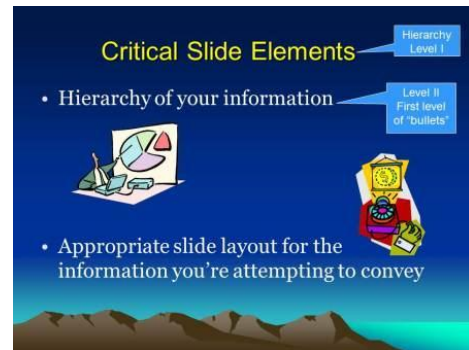 Critical Slide Elements
Hierarchy
Level I
• Hierarchy of your information
Level II
First level
of "bullets"
• Appropriate slide layout for the
information you're attempting to convey